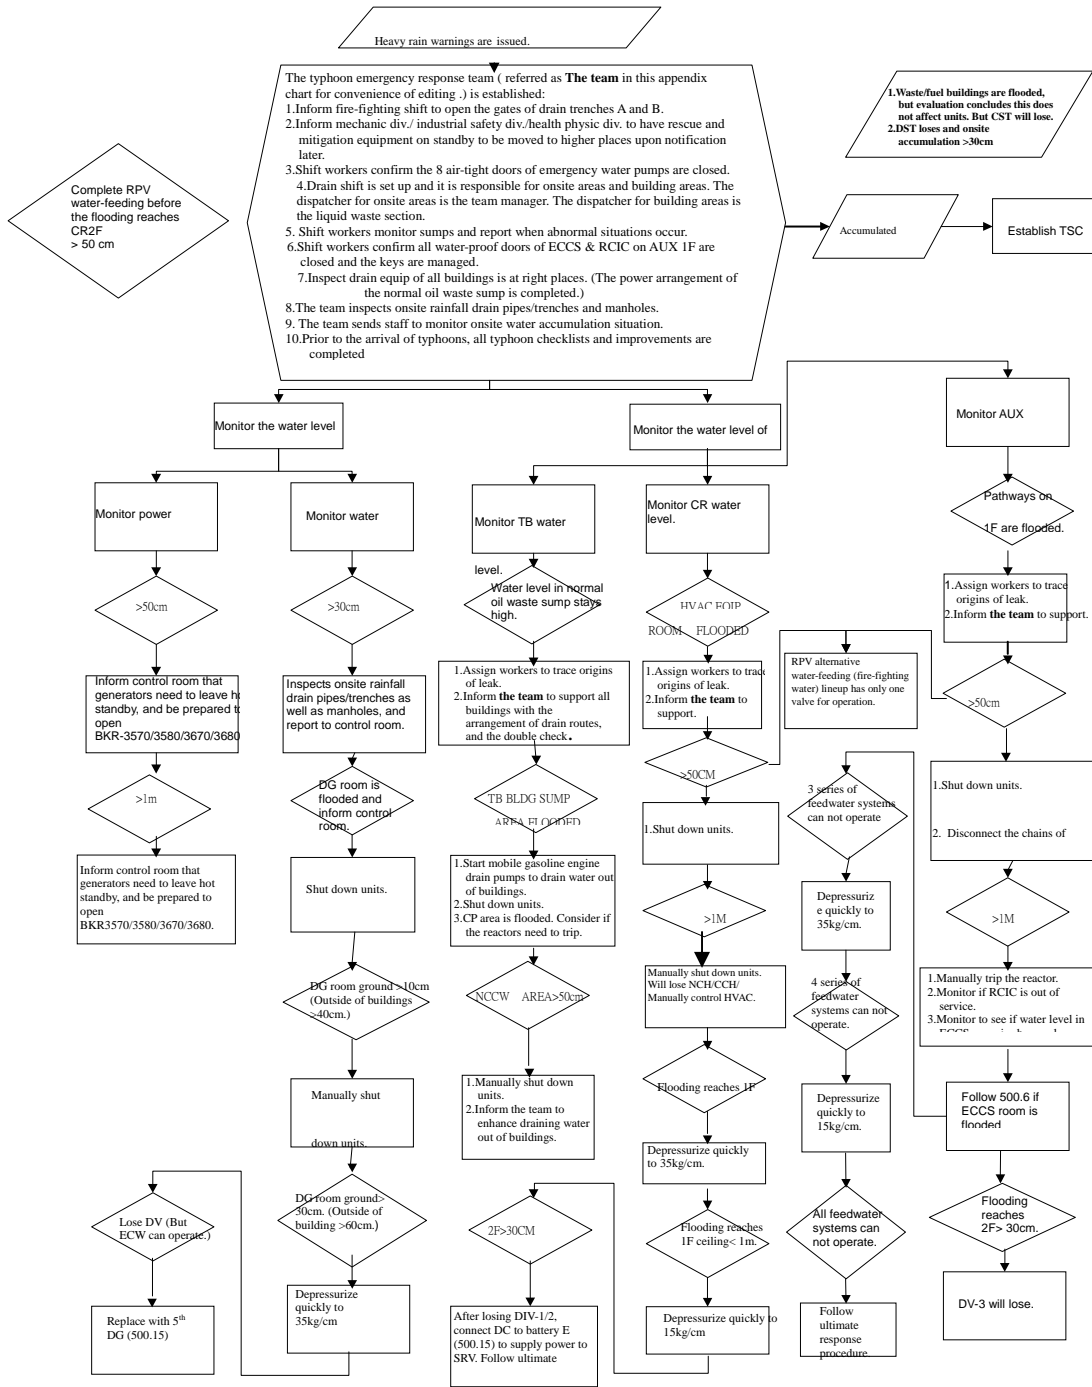 Heavy rain warnings are issued.
The typhoon emergency response team ( referred as The team in this appendix
chart for convenience of editing .) is established:
1.Inform fire-fighting shift to open the gates of drain trenches A and B.
2.Inform mechanic div./ industrial safety div./health physic div. to have rescue and
mitigation equipment on standby to be moved to higher places upon notification
later.
3.Shift workers confirm the 8 air-tight doors of emergency water pumps are closed.
4.Drain shift is set up and it is responsible for onsite areas and building areas. The
dispatcher for onsite areas is the team manager. The dispatcher for building areas is
the liquid waste section.
5. Shift workers monitor sumps and report when abnormal situations occur.
6.Shift workers confirm all water-proof doors of ECCS & RCIC on AUX 1F are
closed and the keys are managed.
7.Inspect drain equip of all buildings is at right places. (The power arrangement of
the normal oil waste sump is completed.)
8.The team inspects onsite rainfall drain pipes/trenches and manholes.
9. The team sends staff to monitor onsite water accumulation situation.
10.Prior to the arrival of typhoons, all typhoon checklists and improvements are
completed
Complete RPV
water-feeding before
the flooding reaches
CR2F
> 50 cm
1.Waste/fuel buildings are flooded,
but evaluation concludes this does
not affect units. But CST will lose.
2.DST loses and onsite
accumulation >30cm
Accumulated
Establish TSC
Monitor the water level
Monitor the water level of
Monitor AUX
Monitor power
Monitor water
Monitor TB water
level.
Monitor CR water
level.
Pathways on
1F are flooded.
>50cm
>30cm
Water level in normal
oil waste sump stays
high.
HVAC EQIP
ROOM FLOODED
1.Assign workers to trace
origins of leak.
2.Inform the team to support.
Inform control room that
generators need to leave
standby, and be prepared
open
BKR-3570/3580/3670/3680
Inspects onsite rainfall
drain pipes/trenches as
well as manholes, and
report to control room.
1.Assign workers to trace origins
of leak.
2.Inform the team to support all
buildings with the
arrangement of drain routes,
and the double check.
1.Assign workers to trace
origins of leak.
2.Inform the team to
support.
RPV alternative
water-feeding (fire-fighting
water) lineup has only one
valve for operation.
>50cm
>1m
DG room is
flooded and
inform control
room.
TB BLDG SUMP
AREA FLOODED
>50CM
3 series of
feedwater systems
can not operate
1.Shut down units.
2. Disconnect the chains of
Inform control room that
generators need to leave hot
standby, and be prepared to
open
BKR3570/3580/3670/3680.
Shut down units.
1.Start mobile gasoline engine
drain pumps to drain water out
of buildings.
2.Shut down units.
3.CP area is flooded. Consider if
the reactors need to trip.
1.Shut down units.
>1M
Depressuriz
e quickly to
35kg/cm.
>1M
DG room ground >10cm
(Outside of buildings
>40cm.)
NCCW AREA>50cm
Manually shut down units.
Will lose NCH/CCH/
Manually control HVAC.
4 series of
feedwater
systems can not
operate.
1.Manually trip the reactor.
2.Monitor if RCIC is out of
service.
3.Monitor to see if water level in
Manually shut
down units.
1.Manually shut down
units.
2.Inform the team to
enhance draining water
out of buildings.
Flooding reaches 1F
Depressurize
quickly to
15kg/cm.
Follow 500.6 if
ECCS room is
flooded
Lose DV (But
ECW can operate.)
DG room ground>
30cm. (Outside of
building >60cm.)
2F>30CM
Depressurize quickly
to 35kg/cm.
Flooding reaches
1F ceiling< 1m.
All feedwater
systems can
not operate.
Flooding
reaches
2F> 30cm.
Replace with 5th
DG (500.15)
Depressurize
quickly to
35kg/cm
After losing DIV-1/2,
connect DC to battery E
(500.15) to supply power to
SRV. Follow ultimate
Depressurize quickly to
15kg/cm
Follow
ultimate
response
procedure.
DV-3 will lose.